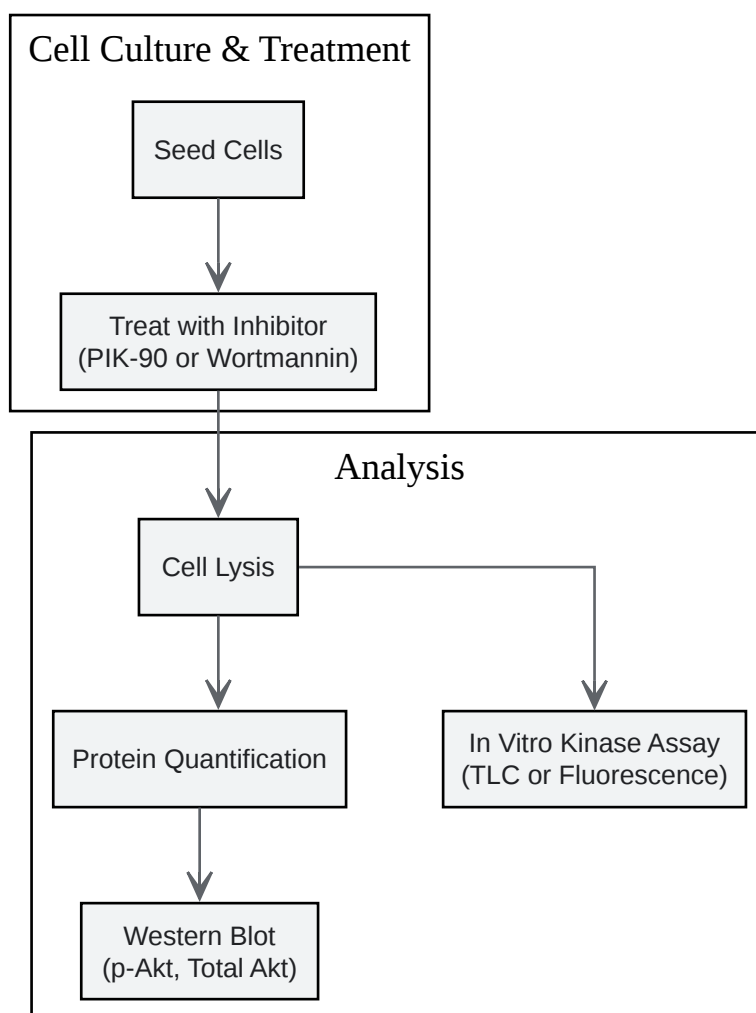 Cell Culture & Treatment
Seed Cells
Treat with Inhibitor
(PIK-90 or Wortmannin)
Analysis
Cell Lysis
Protein Quantification
In Vitro Kinase Assay
(TLC or Fluorescence)
Western Blot
(p-Akt, Total Akt)